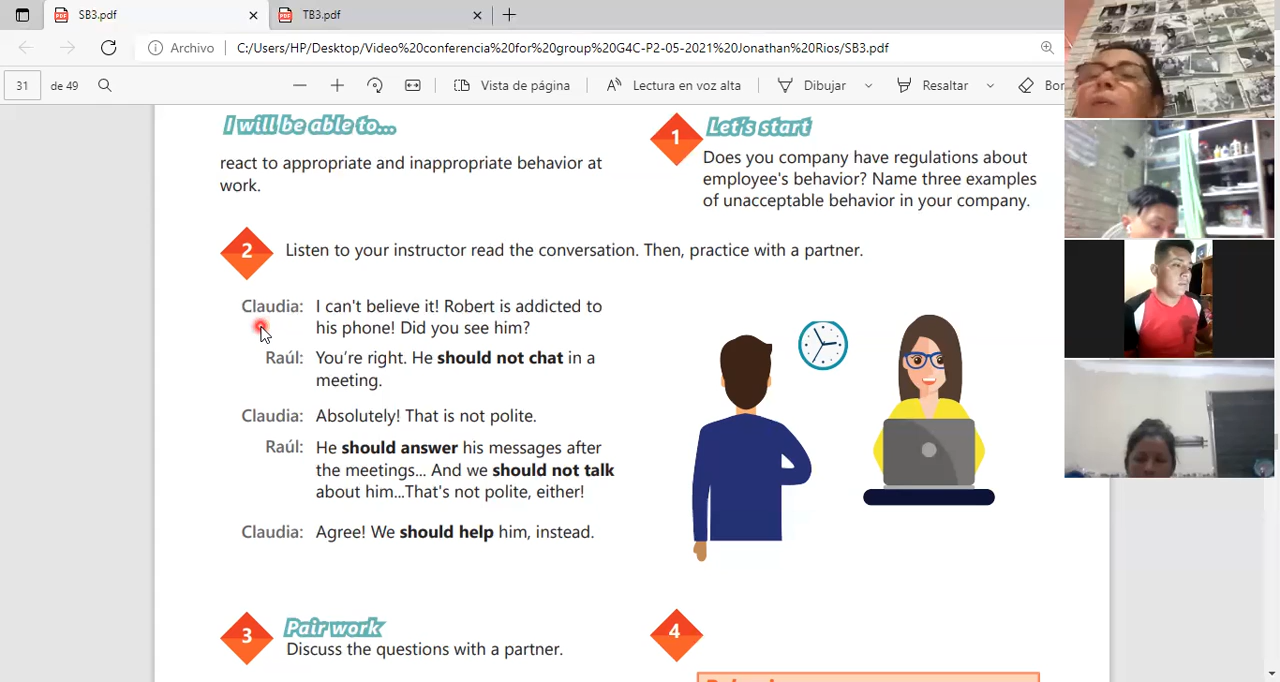 SB3.pdf
TB3.pdf
Archivo
C:/Users/HP/Desktop/Video%20conferencia%20for%20group%20G4C-P2-05-2021%20Jonathan%20Rios/SB3.pdf
31
de 49
Vista de página
Lectura en voz alta
Dibujar
Resaltar
Bor
I will be able to...
react to appropriate and inappropriate behavior at
work.
1
Let's start
Does you company have regulations about
employee's behavior? Name three examples
of unacceptable behavior in your company.
2
Listen to your instructor read the conversation. Then, practice with a partner.
Claudia: I can't believe it! Robert is addicted to
his phone! Did you see him?
Raúl: You're right. He should not chat in a
meeting.
Claudia: Absolutely! That is not polite.
Raúl: He should answer his messages after
the meetings... And we should not talk
about him...That's not polite, either!
Claudia: Agree! We should help him, instead.
3
Pair work
Discuss the questions with a partner.
4